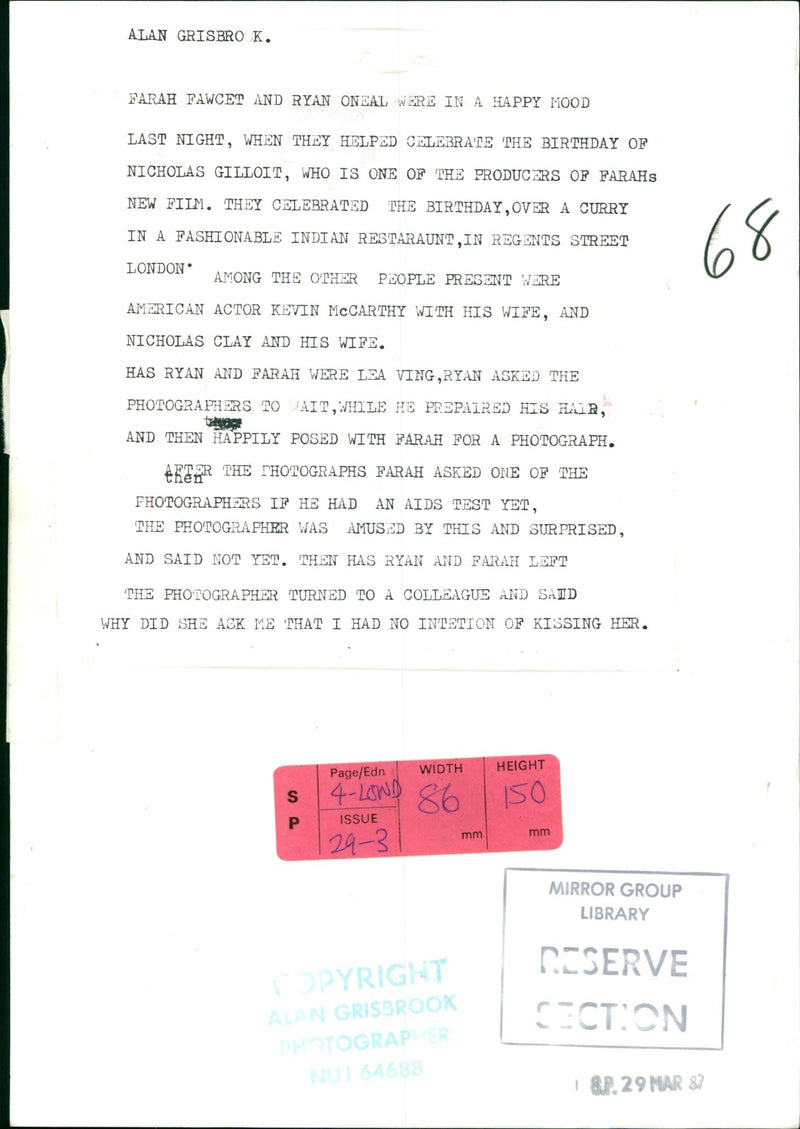 ALAN GRISBRO K.
FARAH FAWCET AND RYAN ONEAL WERE IN A HAPPY MOOD
LAST NIGHT, WHEN THEY HELPED CELEBRATE THE BIRTHDAY OF
NICHOLAS GILLOIT, WHO IS ONE OF THE PRODUCERS OF FARAHs
NEW FILM. THEY CELEBRATED THE BIRTHDAY,OVER A CURRY
IN A FASHIONABLE INDIAN RESTARAUNT,IN REGENTS STREET
LONDON. AMONG THE OTHER PEOPLE PRESENT WERE
AMERICAN ACTOR KEVIN McCARTHY WITH HIS WIFE, AND
NICHOLAS CLAY AND HIS WIFE.
HAS RYAN AND FARAH WERE LEA VING,RYAN ASKED THE
PHOTOGRAPHERS TO WAIT,WHILE HE PREPAIRED HIS HAIR,
AND THEN HAPPILY POSED WITH FARAH FOR A PHOTOGRAPH.
AFTER THE PHOTOGRAPHS FARAH ASKED ONE OF THE
then
PHOTOGRAPHERS IF HE HAD AN AIDS TEST YET,
THE PHOTOGRAPHER WAS AMUSED BY THIS AND SURPRISED,
AND SAID NOT YET. THEN HAS RYAN AND FARAH LEFT
THE PHOTOGRAPHER TURNED TO A COLLEAGUE AND SAID
WHY DID SHE ASK ME THAT I HAD NO INTETION OF KISSING HER.
68
S P
Page/Edn
4-LOND
ISSUE
29-3
WIDTH
86
mm
HEIGHT
150
mm
MIRROR GROUP
LIBRARY
RESERVE
SECTION
COPYRIGHT
ALAN GRISBROOK
PHOTOGRAPHER
NUJ 64688
S.P. 29 MAR 87